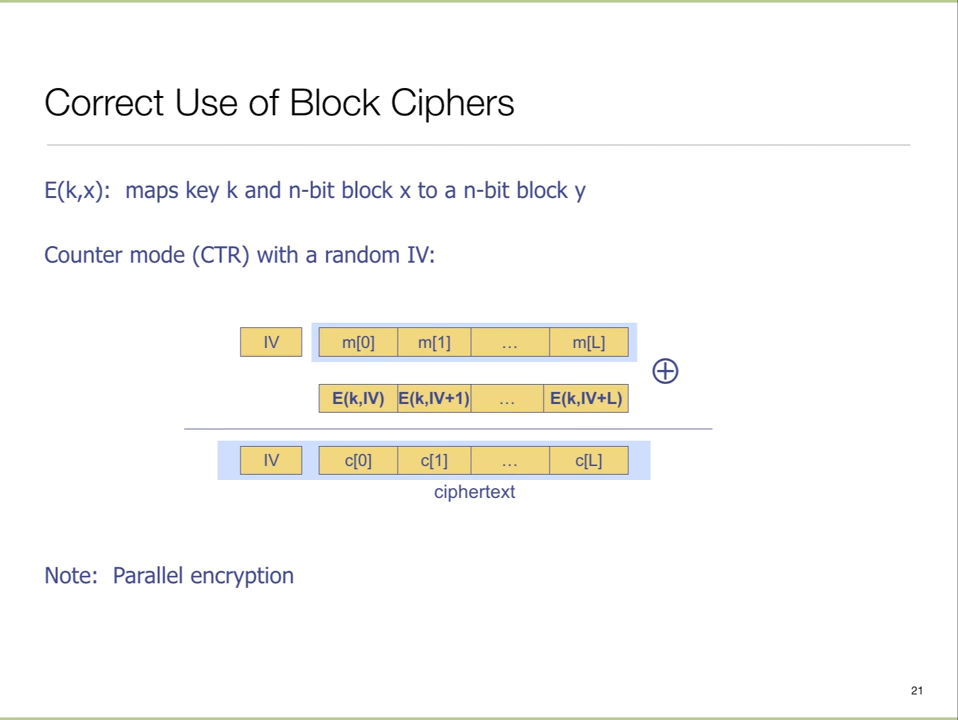 Correct Use of Block Ciphers
E(k,x): maps key k and n-bit block x to a n-bit block y
Counter mode (CTR) with a random IV:
IV m[0] m[1] … m[L]
⊕
E(k,IV) E(k,IV+1) … E(k,IV+L)
IV c[0] c[1] … c[L]
ciphertext
Note: Parallel encryption
21